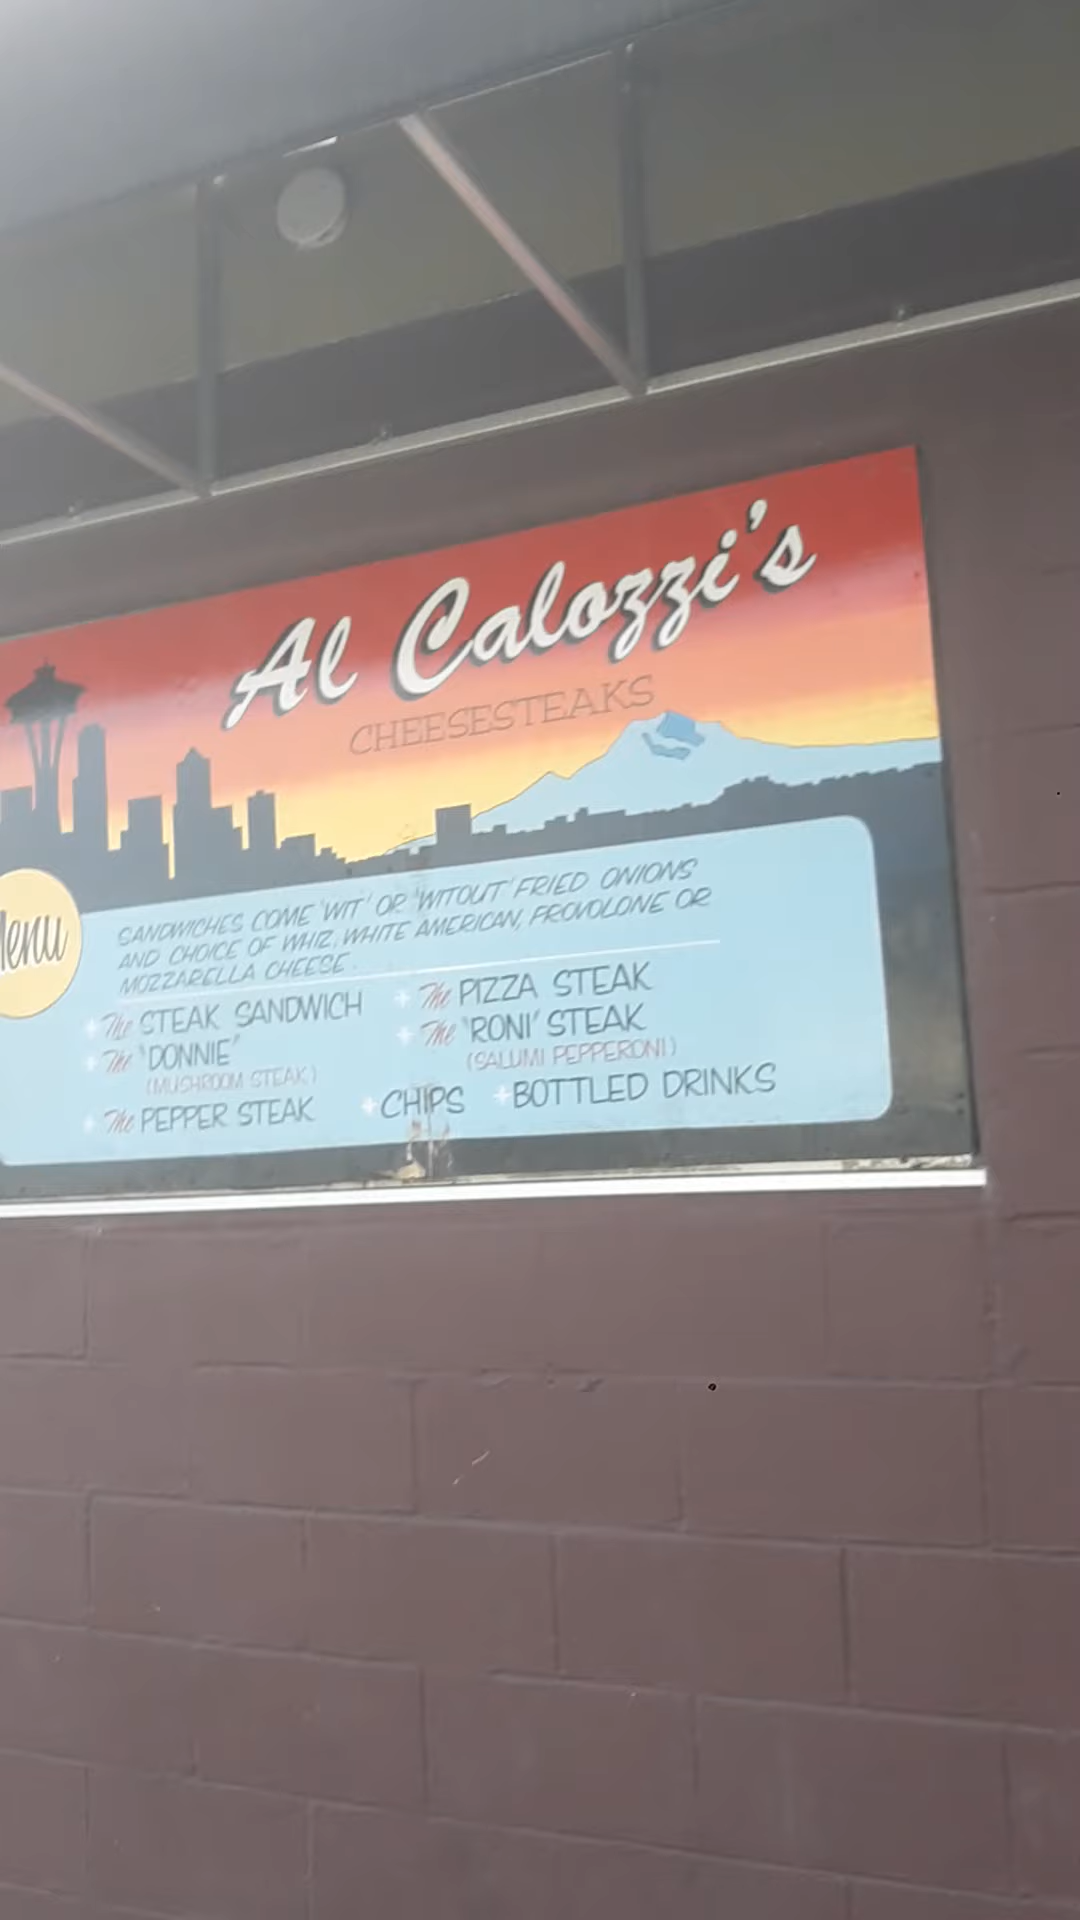 Al Calozzi's
CHEESESTEAKS
Menu
SANDWICHES COME 'WIT' OR 'WITOUT' FRIED ONIONS
AND CHOICE OF WHIZ, WHITE AMERICAN, PROVOLONE OR
MOZZARELLA CHEESE.
+ The STEAK SANDWICH
+ The "DONNIE"
(MUSHROOM STEAK)
+ The PEPPER STEAK
+ The PIZZA STEAK
+ The "RONI" STEAK
(SALUMI PEPPERONI)
+ CHIPS + BOTTLED DRINKS